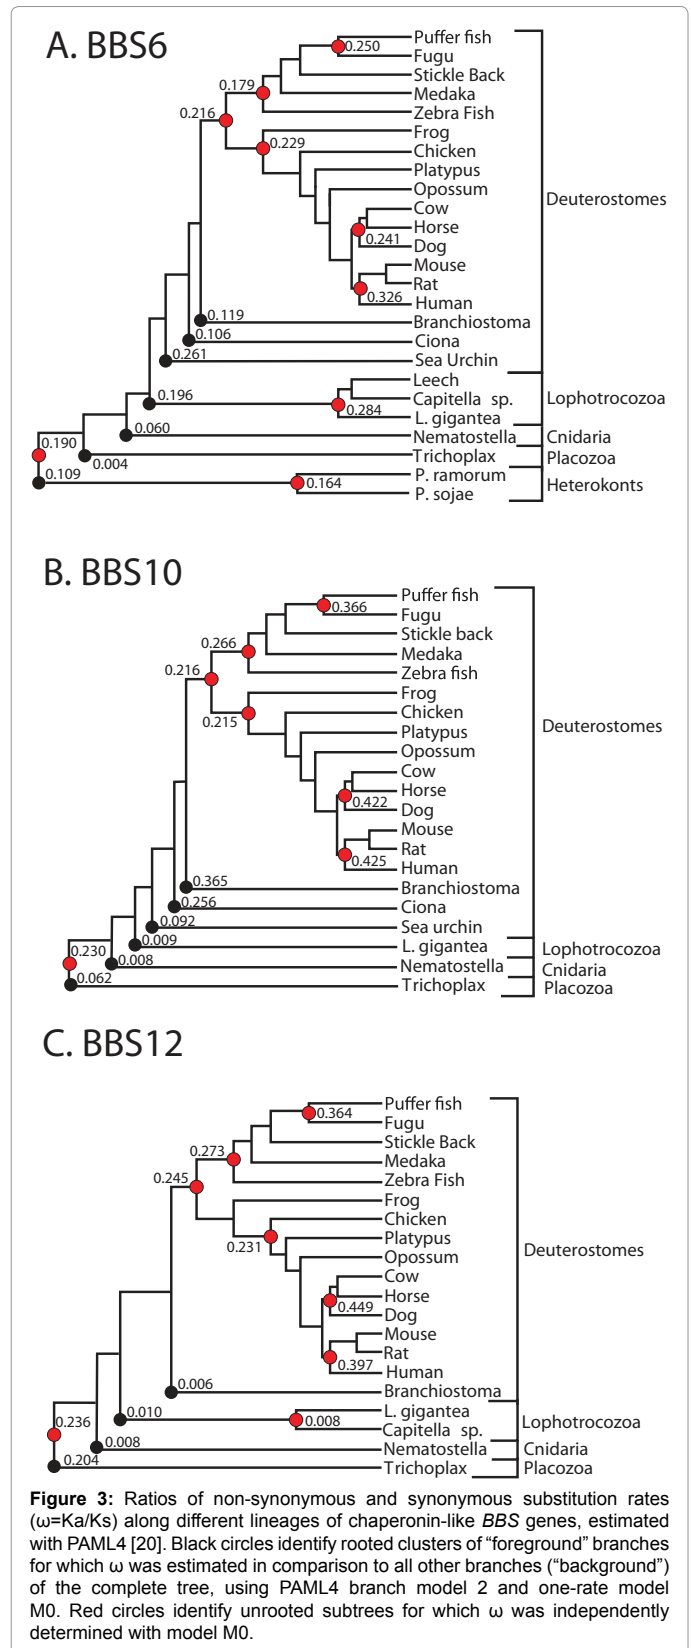 A. BBS6
Puffer fish
0.250
Fugu
Stickle Back
0.179
Medaka
0.216
Zebra Fish
Frog
0.229
Chicken
Platypus
Opossum
Deuterostomes
Cow
Horse
0.241
Dog
Mouse
Rat
0.326
Human
0.119
Branchiostoma
0.106
Ciona
0.261
Sea Urchin
Leech
0.196
Capitella sp.
Lophotrocozoa
0.284
L. gigantea
0.060
Nematostella
Cnidaria
0.190
0.004
Trichoplax
Placozoa
0.109
P. ramorum
0.164
Heterokonts
P. sojae
B. BBS10
Puffer fish
0.366
Fugu
Stickle back
0.266
Medaka
0.216
Zebra fish
Frog
0.215
Chicken
Deuterostomes
Platypus
Opossum
Cow
Horse
0.422
Dog
Mouse
Rat
0.425
Human
0.365
Branchiostoma
0.256
Ciona
0.092
Sea urchin
0.009
L. gigantea
Lophotrocozoa
0.230
0.008
Nematostella
Cnidaria
0.062
Trichoplax
Placozoa
C. BBS12
Puffer fish
0.364
Fugu
Stickle Back
0.273
Medaka
0.245
Zebra Fish
Frog
Chicken
0.231
Platypus
Deuterostomes
Opossum
Cow
Horse
0.449
Dog
Mouse
Rat
0.397
Human
0.006
Branchiostoma
0.010
L. gigantea
Lophotrocozoa
0.236
0.008
Capitella sp.
0.008
Nematostella
Cnidaria
0.204
Trichoplax
Placozoa
Figure 3: Ratios of non-synonymous and synonymous substitution rates
(ω=Ka/Ks) along different lineages of chaperonin-like BBS genes, estimated
with PAML4 [20]. Black circles identify rooted clusters of “foreground” branches
for which ω was estimated in comparison to all other branches (“background”)
of the complete tree, using PAML4 branch model 2 and one-rate model
M0. Red circles identify unrooted subtrees for which ω was independently
determined with model M0.